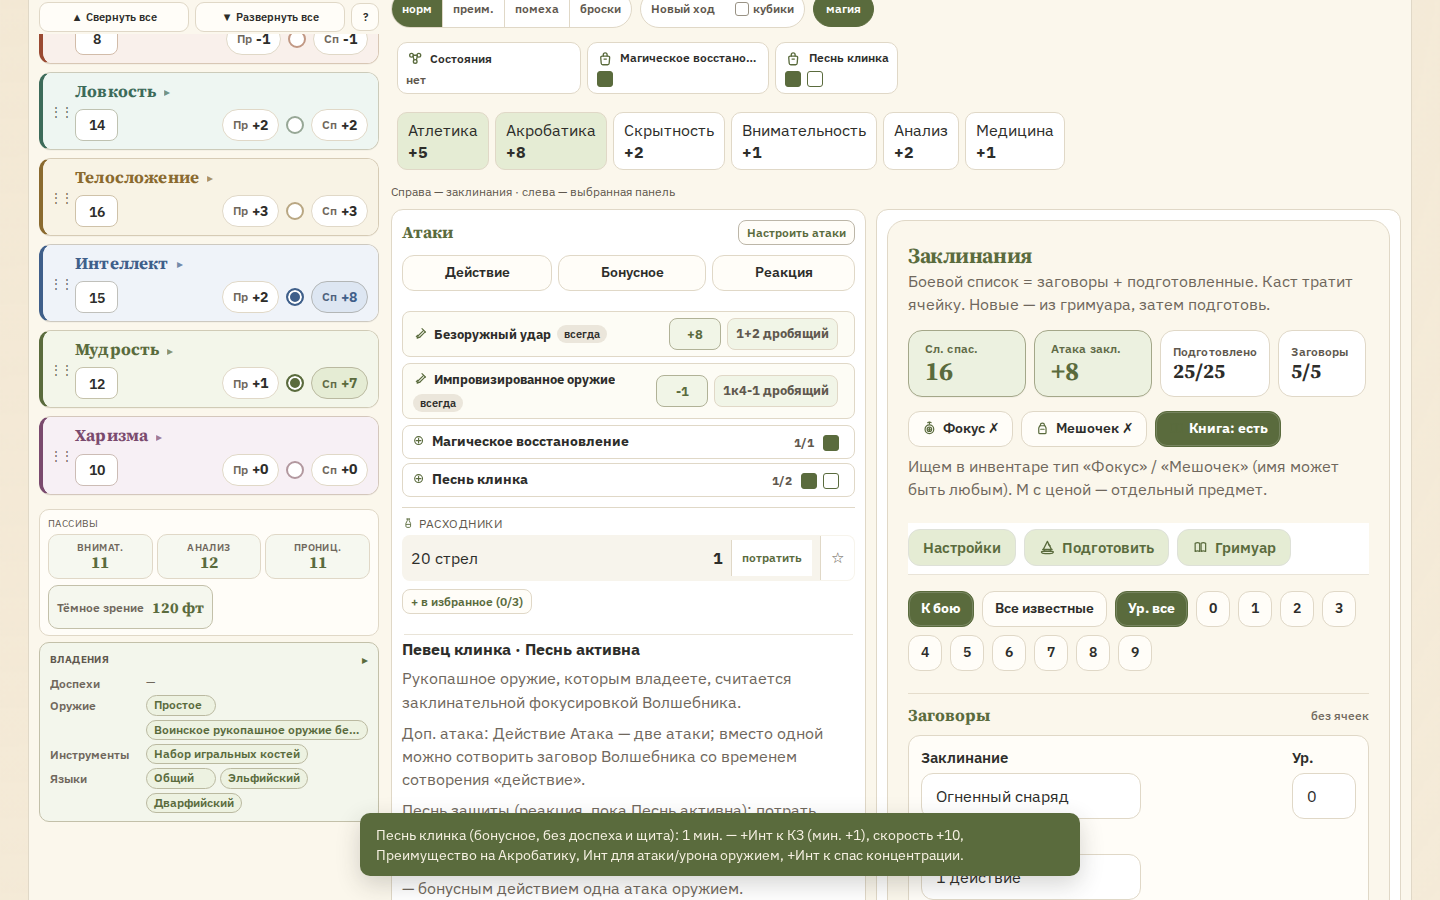 ▲ Свернуть все
▼ Развернуть все
?
норм
преим.
помеха
броски
Новый ход
кубики
магия
8
Пр -1
Сп -1
Ловкость ▸
14
Пр +2
Сп +2
Телосложение ▸
16
Пр +3
Сп +3
Интеллект ▸
15
Пр +2
Сп +8
Мудрость ▸
12
Пр +1
Сп +7
Харизма ▸
10
Пр +0
Сп +0
ПАССИВЫ
ВНИМАТ.
11
АНАЛИЗ
12
ПРОНИЦ.
11
Тёмное зрение 120 фт
ВЛАДЕНИЯ ▸
Доспехи —
Оружие Простое
Воинское рукопашное оружие бе...
Инструменты Набор игральных костей
Языки Общий Эльфийский
Дварфийский
Состояния
нет
Магическое восстано...
Песнь клинка
Атлетика
+5
Акробатика
+8
Скрытность
+2
Внимательность
+1
Анализ
+2
Медицина
+1
Справа — заклинания · слева — выбранная панель
Атаки
Настроить атаки
Действие
Бонусное
Реакция
Безоружный удар всегда +8 1+2 дробящий
Импровизированное оружие
всегда
-1 1к4-1 дробящий
Магическое восстановление 1/1
Песнь клинка 1/2
РАСХОДНИКИ
20 стрел 1 потратить ☆
+ в избранное (0/3)
Певец клинка · Песнь активна
Рукопашное оружие, которым владеете, считается
заклинательной фокусировкой Волшебника.
Доп. атака: Действие Атака — две атаки; вместо одной
можно сотворить заговор Волшебника со временем
сотворения «действие».
Песнь защиты (реакция, пока Песнь активна): потрать
— бонусным действием одна атака оружием.
Заклинания
Боевой список = заговоры + подготовленные. Каст тратит
ячейку. Новые — из гримуара, затем подготовь.
Сл. спас.
16
Атака закл.
+8
Подготовлено
25/25
Заговоры
5/5
Фокус ✗
Мешочек ✗
Книга: есть
Ищем в инвентаре тип «Фокус» / «Мешочек» (имя может
быть любым). М с ценой — отдельный предмет.
Настройки
Подготовить
Гримуар
К бою
Все известные
Ур. все
0
1
2
3
4
5
6
7
8
9
Заговоры
без ячеек
Заклинание
Ур.
Огненный снаряд
0
1 действие
Песнь клинка (бонусное, без доспеха и щита): 1 мин. — +Инт к КЗ (мин. +1), скорость +10,
Преимущество на Акробатику, Инт для атаки/урона оружием, +Инт к спас концентрации.